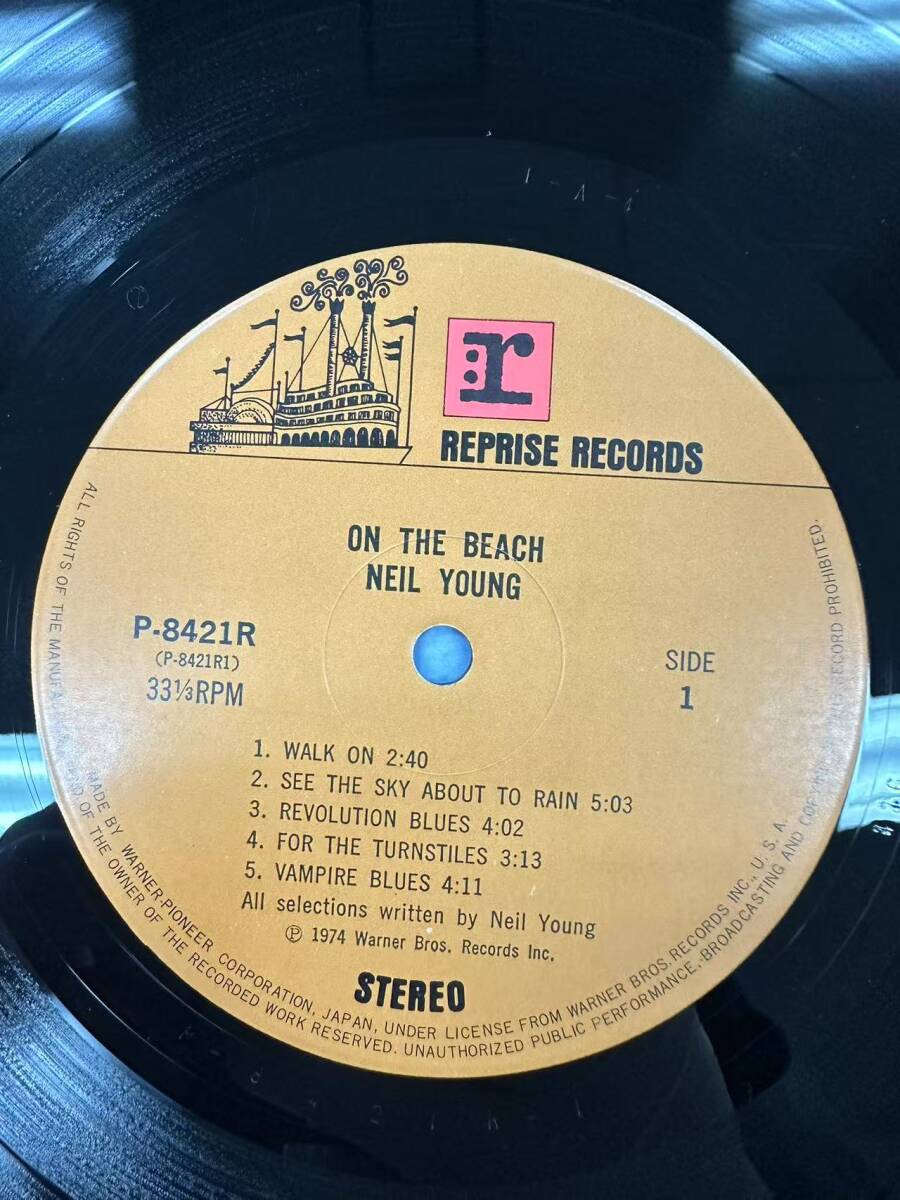 1-A-1
:r
REPRISE RECORDS
ON THE BEACH
NEIL YOUNG
P-8421R
(P-8421R1)
33⅓RPM
SIDE
1
1. WALK ON 2:40
2. SEE THE SKY ABOUT TO RAIN 5:03
3. REVOLUTION BLUES 4:02
4. FOR THE TURNSTILES 3:13
5. VAMPIRE BLUES 4:11
All selections written by Neil Young
Ⓟ 1974 Warner Bros. Records Inc.
STEREO
MADE BY WARNER-PIONEER CORPORATION, JAPAN, UNDER LICENSE FROM WARNER BROS. RECORDS INC., U. S. A.
ALL RIGHTS OF THE MANUFA AND OF THE OWNER OF THE RECORDED WORK RESERVED. UNAUTHORIZED PUBLIC PERFORMANCE, BROADCASTING AND COPYING RECORD PROHIBITED.